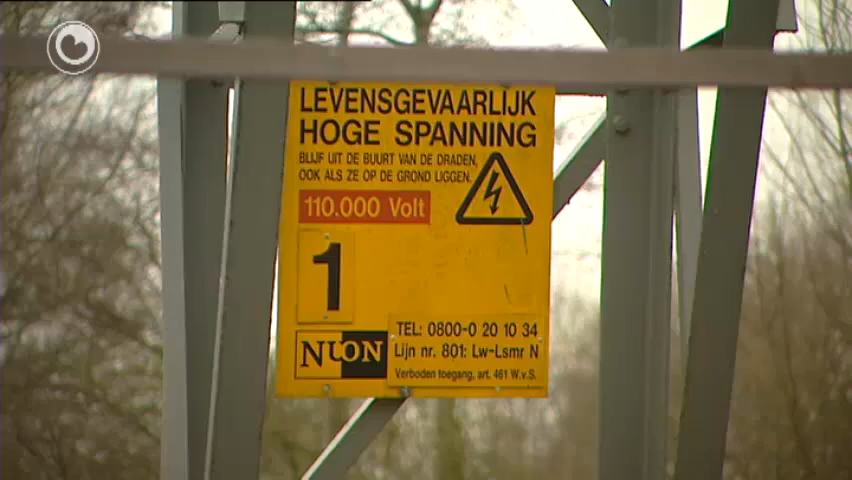 LEVENSGEVAARLIJK
HOGE SPANNING
BLIJF UIT DE BUURT VAN DE DRADEN,
OOK ALS ZE OP DE GROND LIGGEN.
110.000 Volt
1
NUON
TEL: 0800-0 20 10 34
Lijn nr. 801: Lw-Lsmr N
Verboden toegang, art. 461 W.v.S.